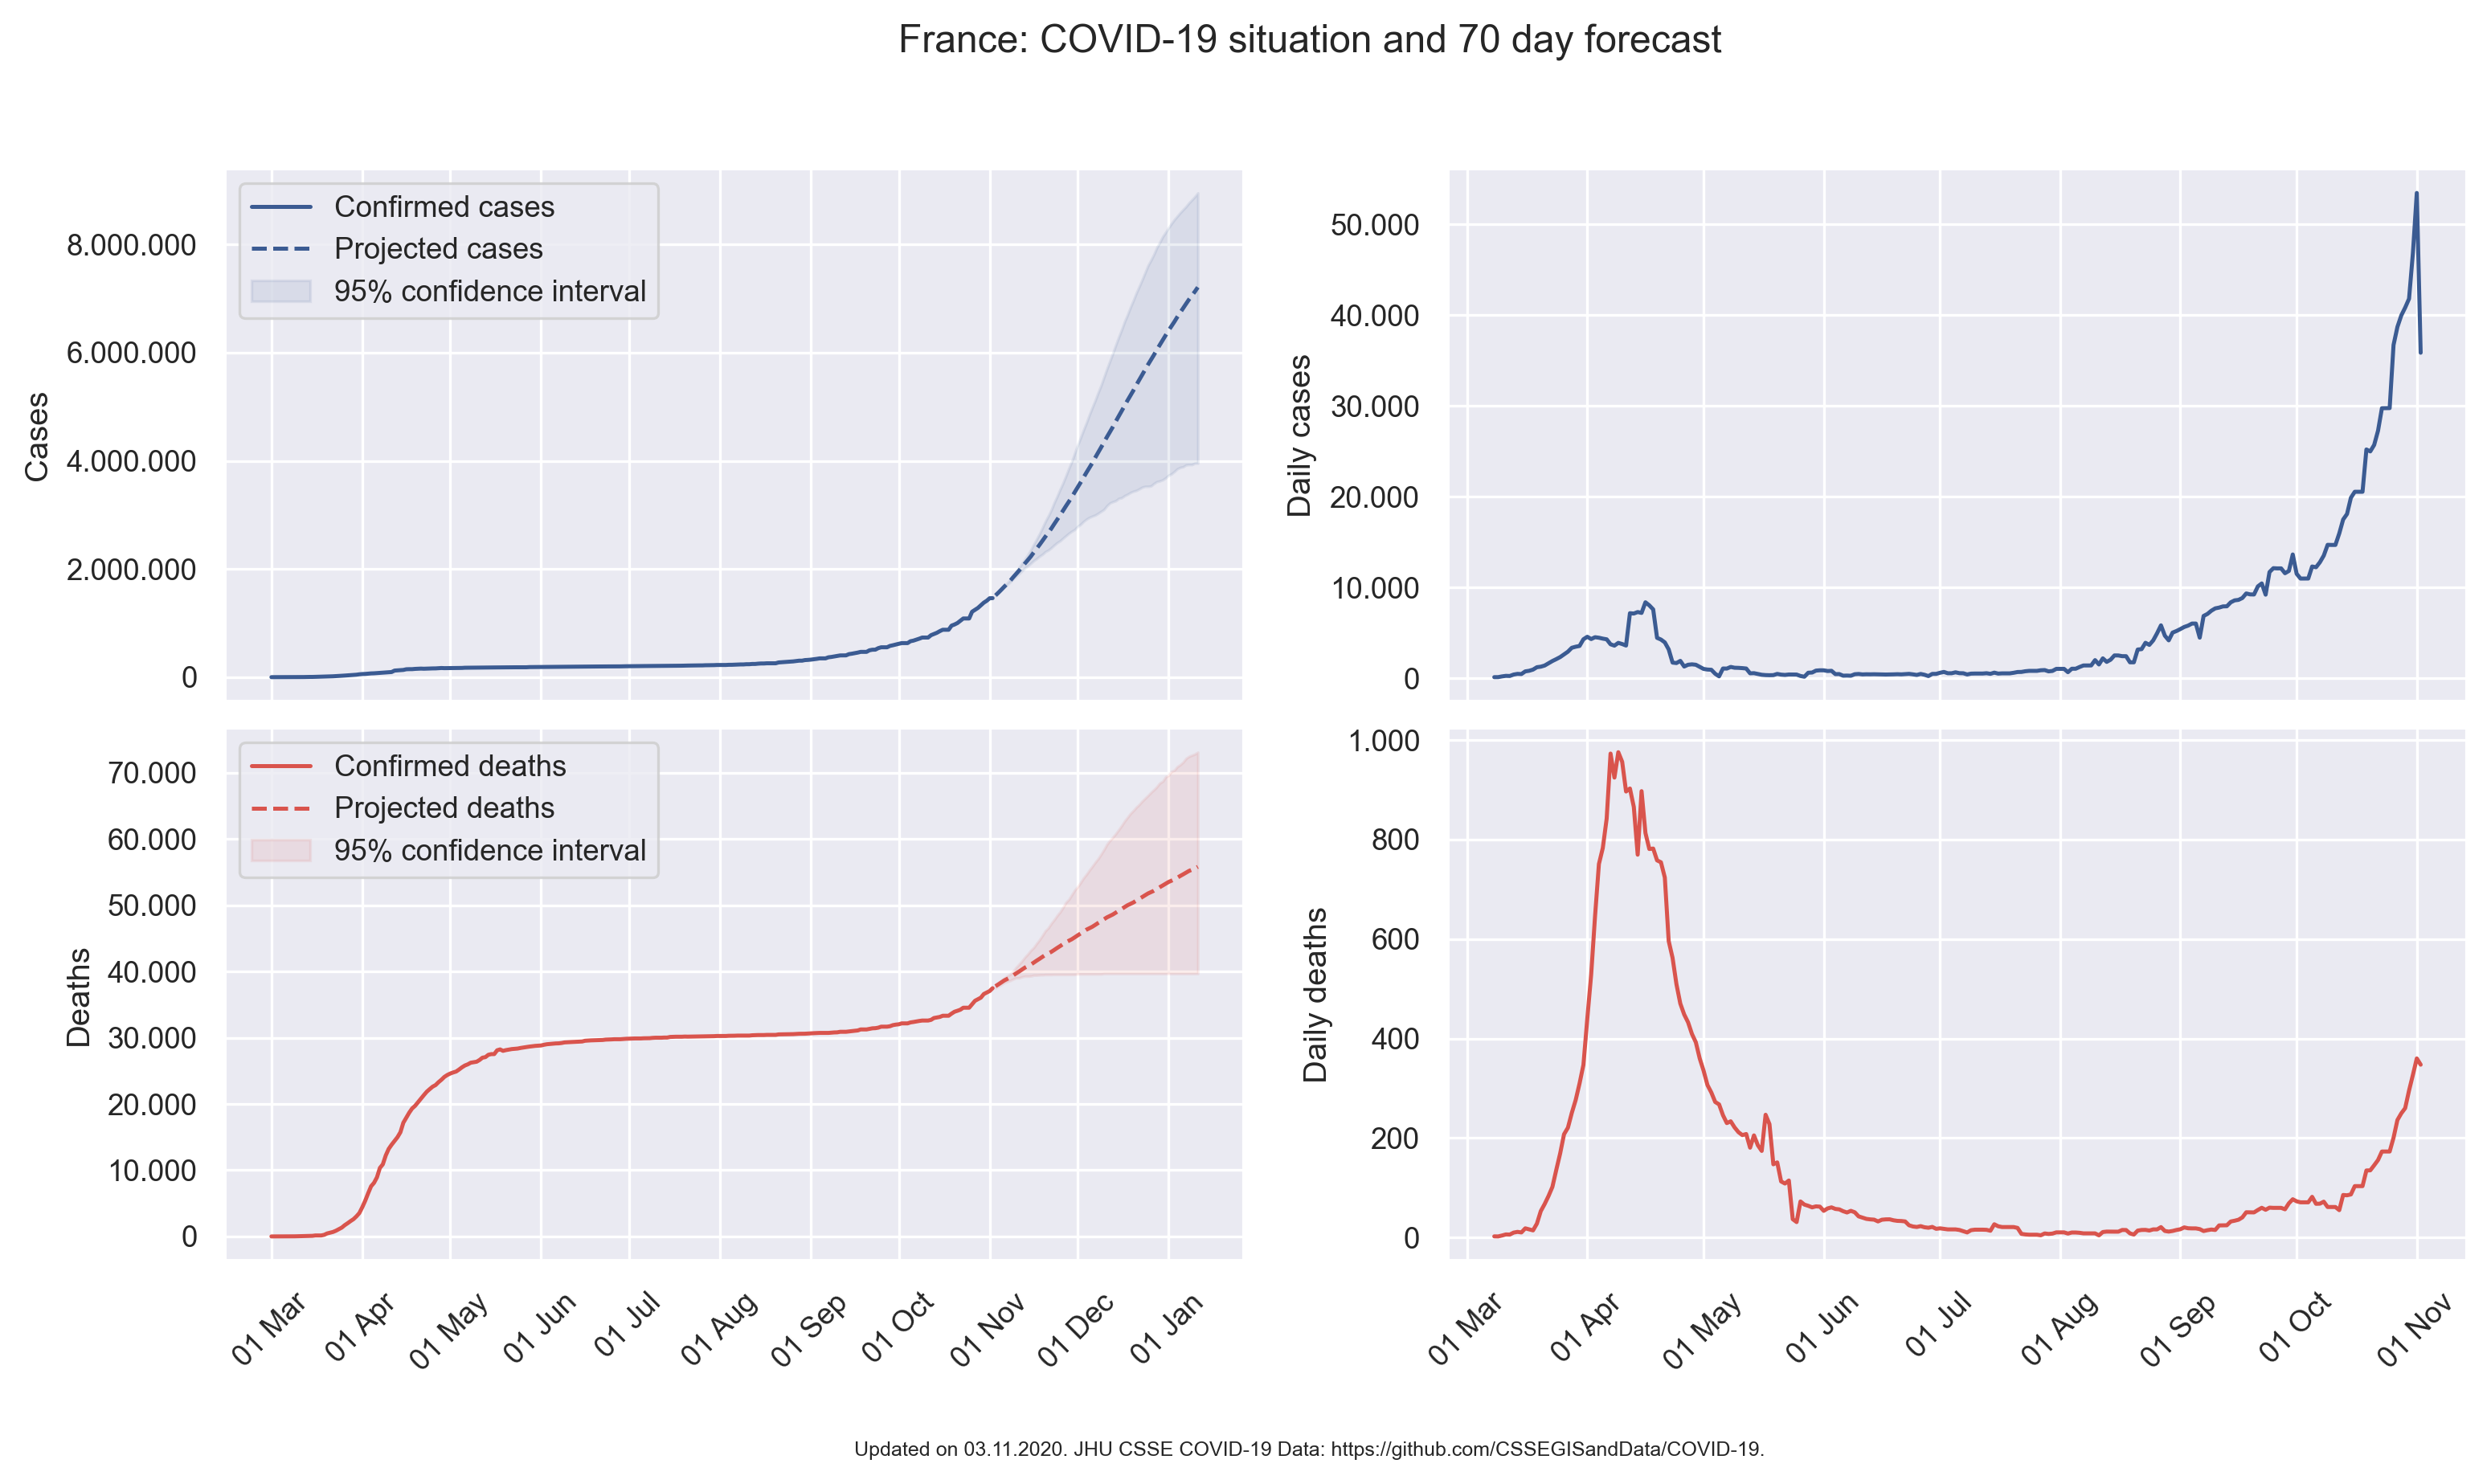 France: COVID-19 situation and 70 day forecast
Confirmed cases
Projected cases
95% confidence interval
Cases
8.000.000
6.000.000
4.000.000
2.000.000
0
Daily cases
50.000
40.000
30.000
20.000
10.000
0
Confirmed deaths
Projected deaths
95% confidence interval
Deaths
70.000
60.000
50.000
40.000
30.000
20.000
10.000
0
01 Mar
01 Apr
01 May
01 Jun
01 Jul
01 Aug
01 Sep
01 Oct
01 Nov
01 Dec
01 Jan
Daily deaths
1.000
800
600
400
200
0
01 Mar
01 Apr
01 May
01 Jun
01 Jul
01 Aug
01 Sep
01 Oct
01 Nov
Updated on 03.11.2020. JHU CSSE COVID-19 Data: https://github.com/CSSEGISandData/COVID-19.